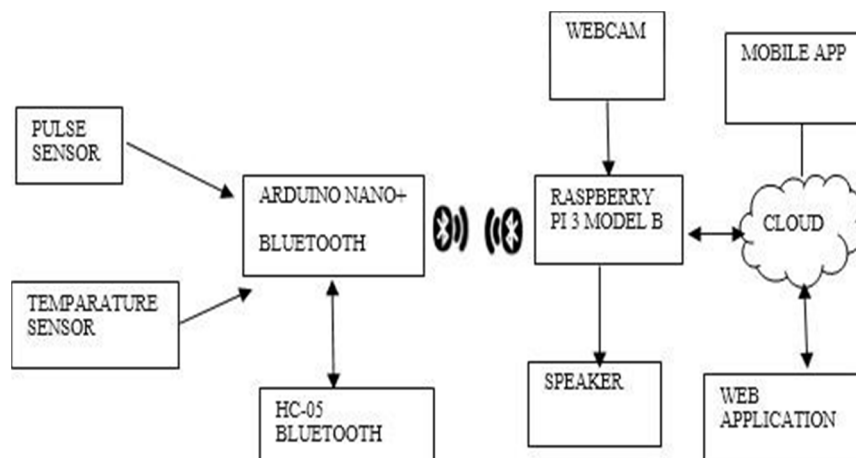 WEBCAM
MOBILE APP
PULSE
SENSOR
ARDUINO NANO+
BLUETOOTH
RASPBERRY
PI 3 MODEL B
CLOUD
TEMPARATURE
SENSOR
HC-05
BLUETOOTH
SPEAKER
WEB
APPLICATION